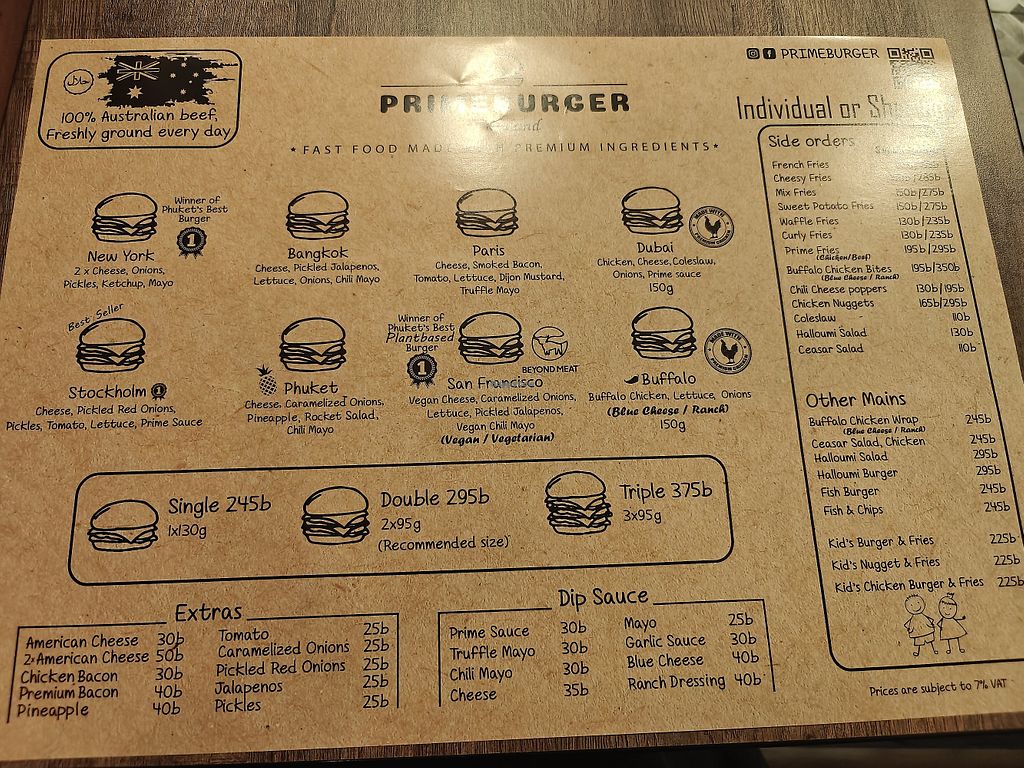 حلال
100% Australian beef,
Freshly ground every day
PRIMEBURGER
*FAST FOOD MADE WITH PREMIUM INGREDIENTS*
PRIMEBURGER
Winner of
Phuket's Best
Burger
1
New York
2 x Cheese, Onions,
Pickles, Ketchup, Mayo
Bangkok
Cheese, Pickled Jalapenos,
Lettuce, Onions, Chili Mayo
Paris
Cheese, Smoked Bacon,
Tomato, Lettuce, Dijon Mustard,
Truffle Mayo
MADE WITH
PREMIUM CHICKEN
Dubai
Chicken, Cheese, Coleslaw,
Onions, Prime sauce
150g
Best Seller
Stockholm 1
Cheese, Pickled Red Onions,
Pickles, Tomato, Lettuce, Prime Sauce
Phuket
Cheese, Caramelized Onions,
Pineapple, Rocket Salad,
Chili Mayo
Winner of
Phuket's Best
Plantbased
Burger
1
BEYOND MEAT
San Francisco
Vegan Cheese, Caramelized Onions,
Lettuce, Pickled Jalapenos,
Vegan Chili Mayo
(Vegan / Vegetarian)
MADE WITH
PREMIUM CHICKEN
Buffalo
Buffalo Chicken, Lettuce, Onions
(Blue Cheese / Ranch)
150g
Single 245b
1x130g
Double 295b
2x95g
(Recommended size)
Triple 375b
3x95g
Extras
American Cheese 30b
2x American Cheese 50b
Chicken Bacon 30b
Premium Bacon 40b
Pineapple 40b
Tomato 25b
Caramelized Onions 25b
Pickled Red Onions 25b
Jalapenos 25b
Pickles 25b
Dip Sauce
Prime Sauce 30b
Truffle Mayo 30b
Chili Mayo 30b
Cheese 35b
Mayo 25b
Garlic Sauce 30b
Blue Cheese 40b
Ranch Dressing 40b
Individual or
Side orders
French Fries
Cheesy Fries
Mix Fries 150b/275b
Sweet Potato Fries 150b/275b
Waffle Fries 130b/235b
Curly Fries 130b/235b
Prime Fries 195b/295b
(Chicken/Beef)
Buffalo Chicken Bites 195b/350b
(Blue Cheese / Ranch)
Chili Cheese poppers 130b/195b
Chicken Nuggets 165b/295b
Coleslaw 110b
Halloumi Salad 130b
Ceasar Salad 110b
Other Mains
Buffalo Chicken Wrap 245b
(Blue Cheese / Ranch)
Ceasar Salad, Chicken 245b
Halloumi Salad 295b
Halloumi Burger 295b
Fish Burger 245b
Fish & Chips 245b
Kid's Burger & Fries 225b
Kid's Nugget & Fries 225b
Kid's Chicken Burger & Fries 225b
Prices are subject to 7% VAT